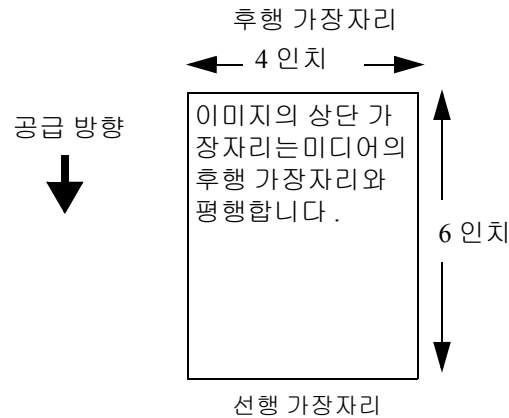 후행 가장자리
4 인치
공급 방향
이미지의 상단 가
장자리는미디어의
후행 가장자리와
평행합니다 .
6 인치
선행 가장자리